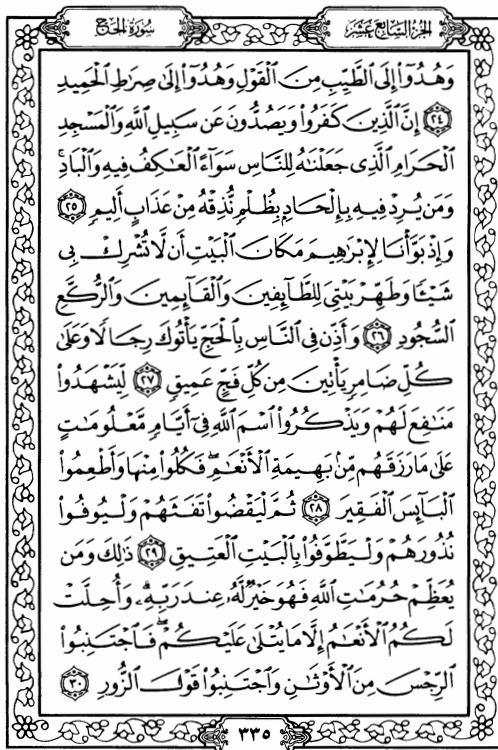 الجزء السابع عشر
سورة الحج
وَهُدُوٓا۟ إِلَى ٱلطَّيِّبِ مِنَ ٱلْقَوْلِ وَهُدُوٓا۟ إِلَىٰ صِرَٰطِ ٱلْحَمِيدِ
٢٤ إِنَّ ٱلَّذِينَ كَفَرُوا۟ وَيَصُدُّونَ عَن سَبِيلِ ٱللَّهِ وَٱلْمَسْجِدِ
ٱلْحَرَامِ ٱلَّذِى جَعَلْنَٰهُ لِلنَّاسِ سَوَآءً ٱلْعَٰكِفُ فِيهِ وَٱلْبَادِ ۚ
وَمَن يُرِدْ فِيهِ بِإِلْحَادٍۭ بِظُلْمٍ نُّذِقْهُ مِنْ عَذَابٍ أَلِيمٍ ٢٥
وَإِذْ بَوَّأْنَا لِإِبْرَٰهِيمَ مَكَانَ ٱلْبَيْتِ أَن لَّا تُشْرِكْ بِى
شَيْـًٔا وَطَهِّرْ بَيْتِىَ لِلطَّآئِفِينَ وَٱلْقَآئِمِينَ وَٱلرُّكَّعِ
ٱلسُّجُودِ ٢٦ وَأَذِّن فِى ٱلنَّاسِ بِٱلْحَجِّ يَأْتُوكَ رِجَالًا وَعَلَىٰ
كُلِّ ضَامِرٍ يَأْتِينَ مِن كُلِّ فَجٍّ عَمِيقٍ ٢٧ لِّيَشْهَدُوا۟
مَنَٰفِعَ لَهُمْ وَيَذْكُرُوا۟ ٱسْمَ ٱللَّهِ فِىٓ أَيَّامٍ مَّعْلُومَٰتٍ
عَلَىٰ مَا رَزَقَهُم مِّنۢ بَهِيمَةِ ٱلْأَنْعَٰمِ ۖ فَكُلُوا۟ مِنْهَا وَأَطْعِمُوا۟
ٱلْبَآئِسَ ٱلْفَقِيرَ ٢٨ ثُمَّ لْيَقْضُوا۟ تَفَثَهُمْ وَلْيُوفُوا۟
نُذُورَهُمْ وَلْيَطَّوَّفُوا۟ بِٱلْبَيْتِ ٱلْعَتِيقِ ٢٩ ذَٰلِكَ وَمَن
يُعَظِّمْ حُرُمَٰتِ ٱللَّهِ فَهُوَ خَيْرٌ لَّهُۥ عِندَ رَبِّهِۦ ۗ وَأُحِلَّتْ
لَكُمُ ٱلْأَنْعَٰمُ إِلَّا مَا يُتْلَىٰ عَلَيْكُمْ ۖ فَٱجْتَنِبُوا۟
ٱلرِّجْسَ مِنَ ٱلْأَوْثَٰنِ وَٱجْتَنِبُوا۟ قَوْلَ ٱلزُّورِ ٣٠
٣٣٥